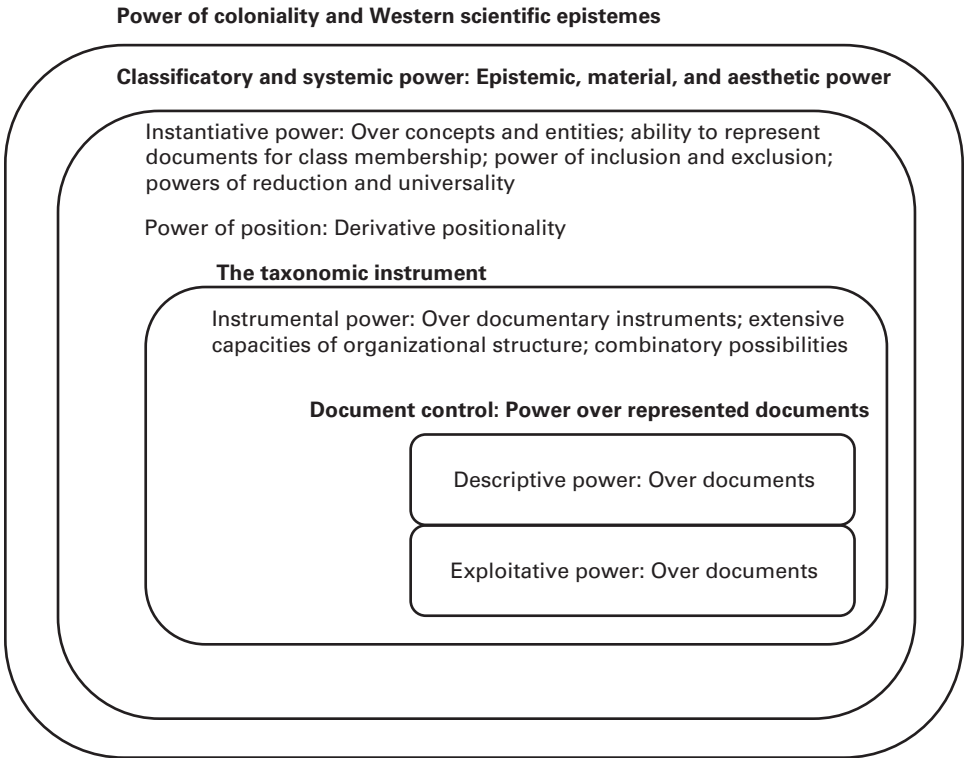 Power of coloniality and Western scientific epistemes
Classificatory and systemic power: Epistemic, material, and aesthetic power
Instantiative power: Over concepts and entities; ability to represent
documents for class membership; power of inclusion and exclusion;
powers of reduction and universality
Power of position: Derivative positionality
The taxonomic instrument
Instrumental power: Over documentary instruments; extensive
capacities of organizational structure; combinatory possibilities
Document control: Power over represented documents
Descriptive power: Over documents
Exploitative power: Over documents